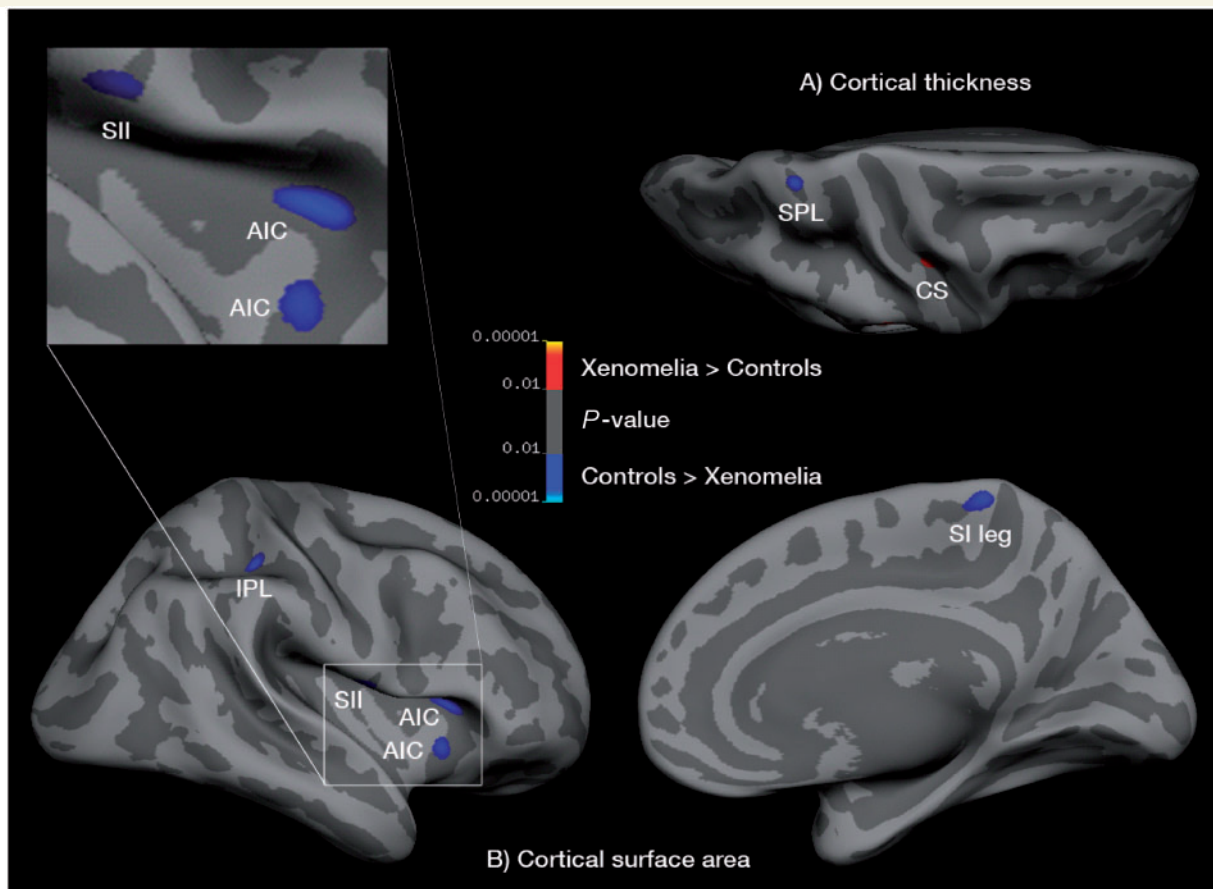 SII
AIC
AIC
A) Cortical thickness
SPL
CS
0.00001
0.01
0.01
0.00001
Xenomelia > Controls
P-value
Controls > Xenomelia
IPL
SII
AIC
AIC
SI leg
B) Cortical surface area